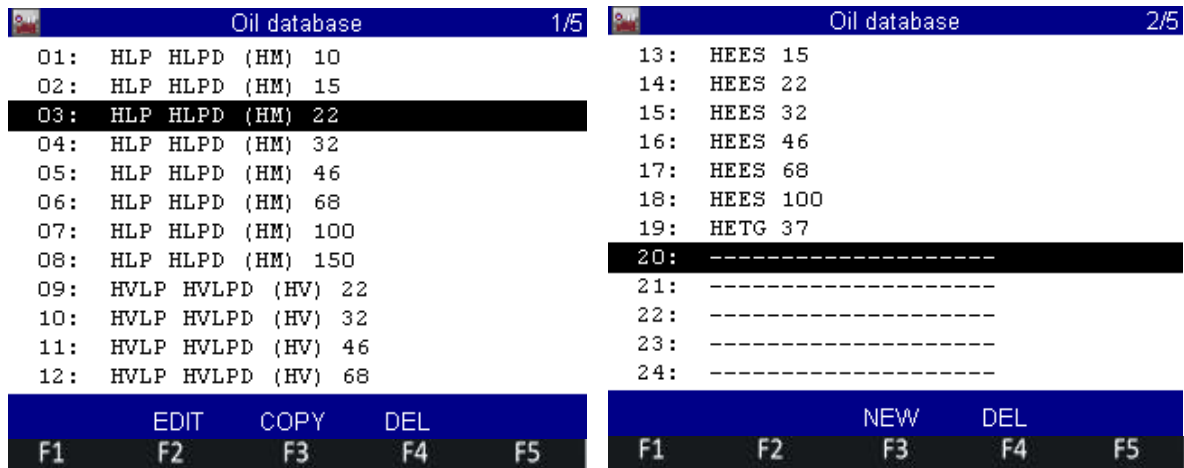 Oil database 1/5
01: HLP HLPD (HM) 10
02: HLP HLPD (HM) 15
03: HLP HLPD (HM) 22
04: HLP HLPD (HM) 32
05: HLP HLPD (HM) 46
06: HLP HLPD (HM) 68
07: HLP HLPD (HM) 100
08: HLP HLPD (HM) 150
09: HVLP HVLPD (HV) 22
10: HVLP HVLPD (HV) 32
11: HVLP HVLPD (HV) 46
12: HVLP HVLPD (HV) 68
EDIT COPY DEL
F1 F2 F3 F4 F5
Oil database 2/5
13: HEES 15
14: HEES 22
15: HEES 32
16: HEES 46
17: HEES 68
18: HEES 100
19: HETG 37
20: --------------------
21: --------------------
22: --------------------
23: --------------------
24: --------------------
NEW DEL
F1 F2 F3 F4 F5